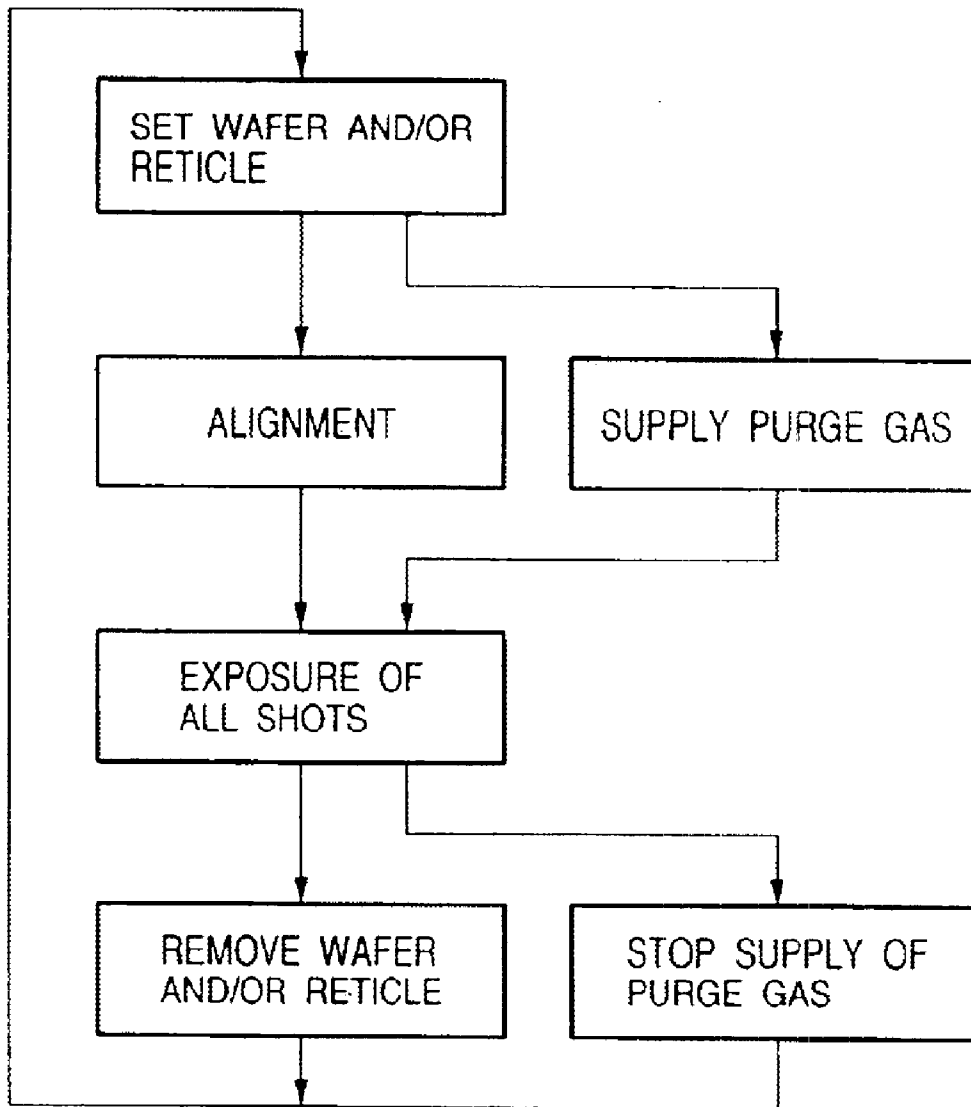 SET WAFER AND/OR
RETICLE
ALIGNMENT
SUPPLY PURGE GAS
EXPOSURE OF
ALL SHOTS
REMOVE WAFER
AND/OR RETICLE
STOP SUPPLY OF
PURGE GAS